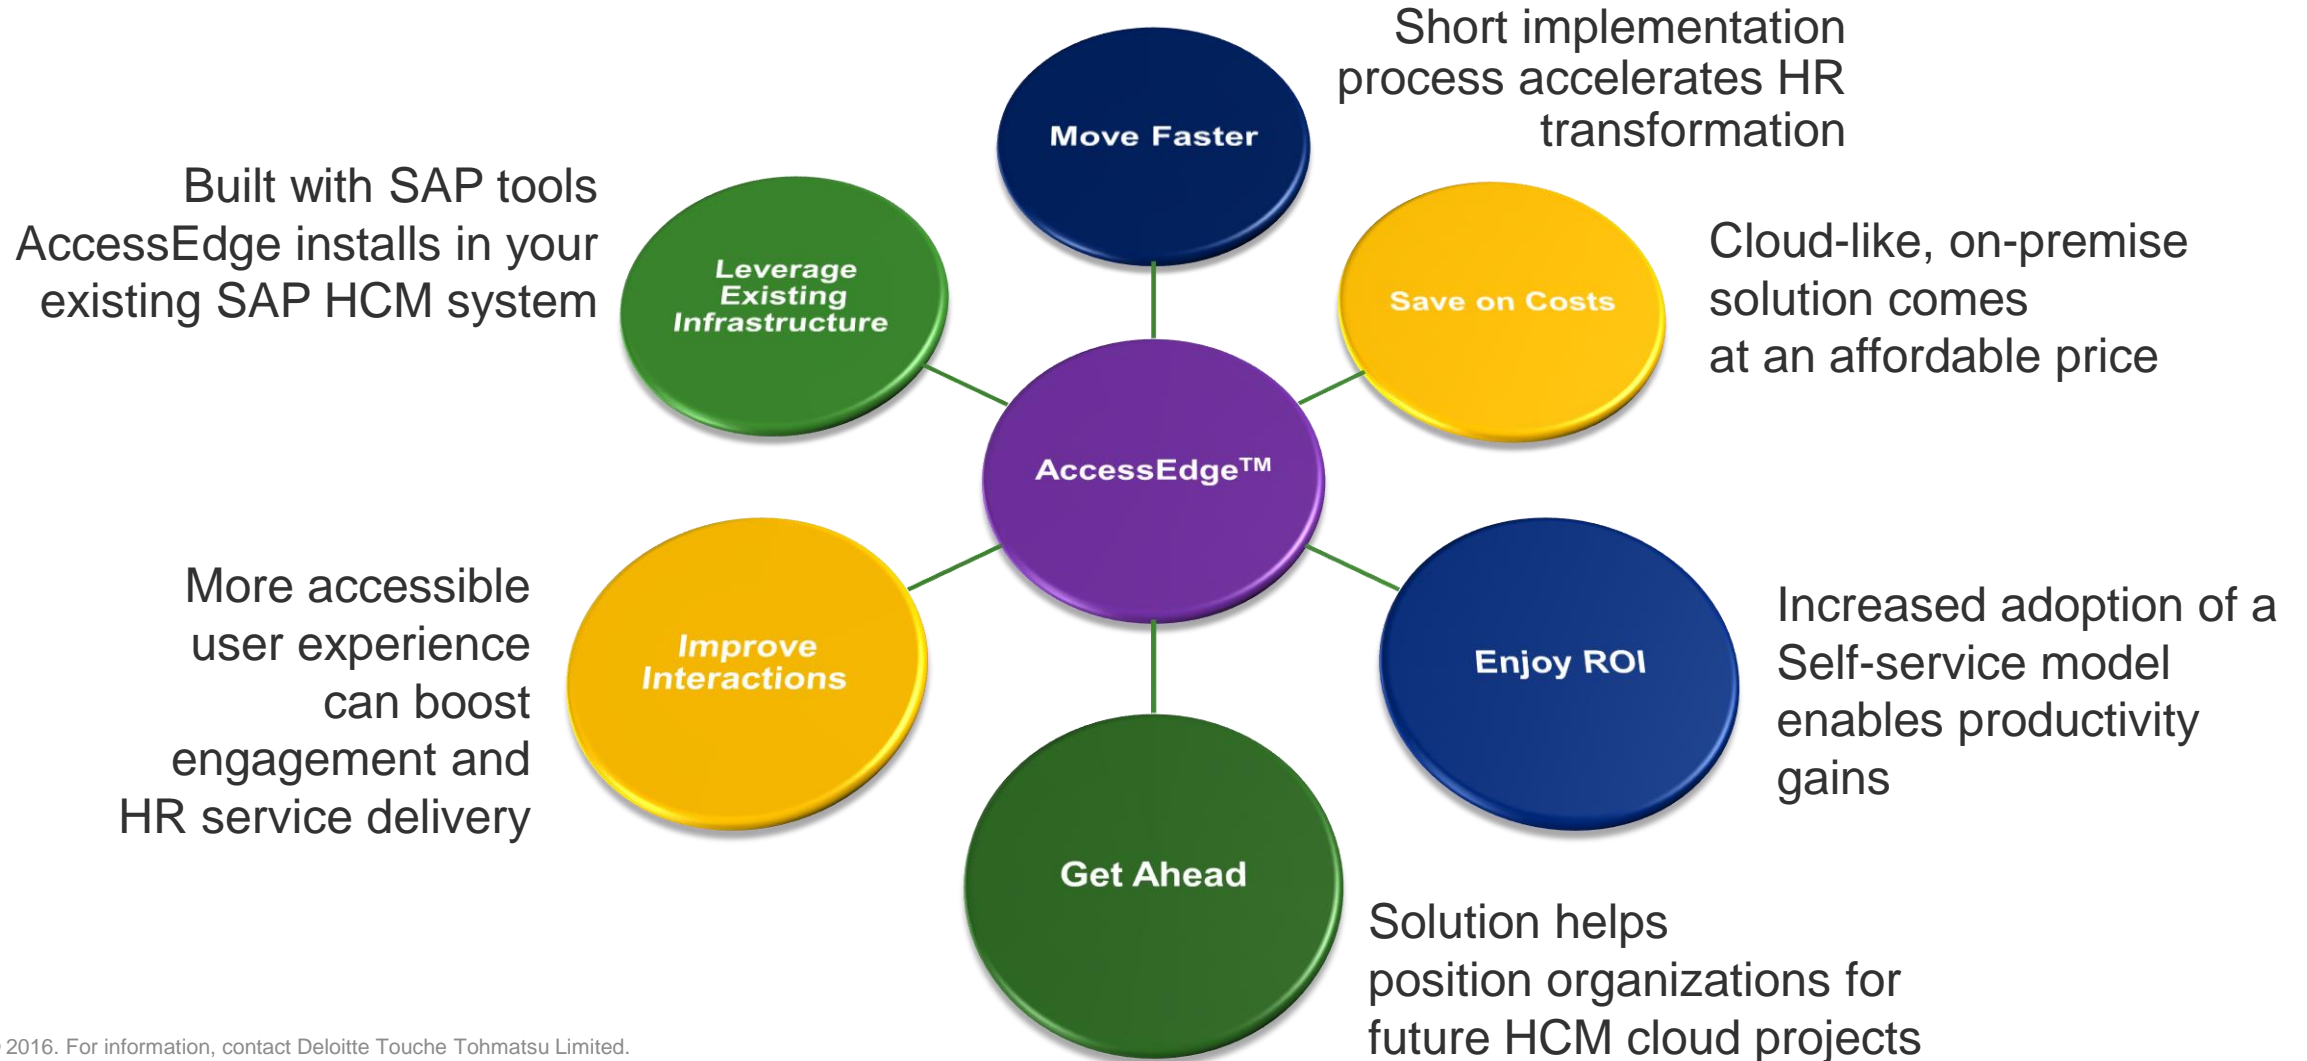 Short implementation
process accelerates HR
transformation
Move Faster
Built with SAP tools
AccessEdge installs in your
existing SAP HCM system
Leverage
Existing
Infrastructure
Save on Costs
Cloud-like, on-premise
solution comes
at an affordable price
AccessEdge™
More accessible
user experience
can boost
engagement and
HR service delivery
Improve
Interactions
Enjoy ROI
Increased adoption of a
Self-service model
enables productivity
gains
Get Ahead
Solution helps
position organizations for
future HCM cloud projects
2016. For information, contact Deloitte Touche Tohmatsu Limited.